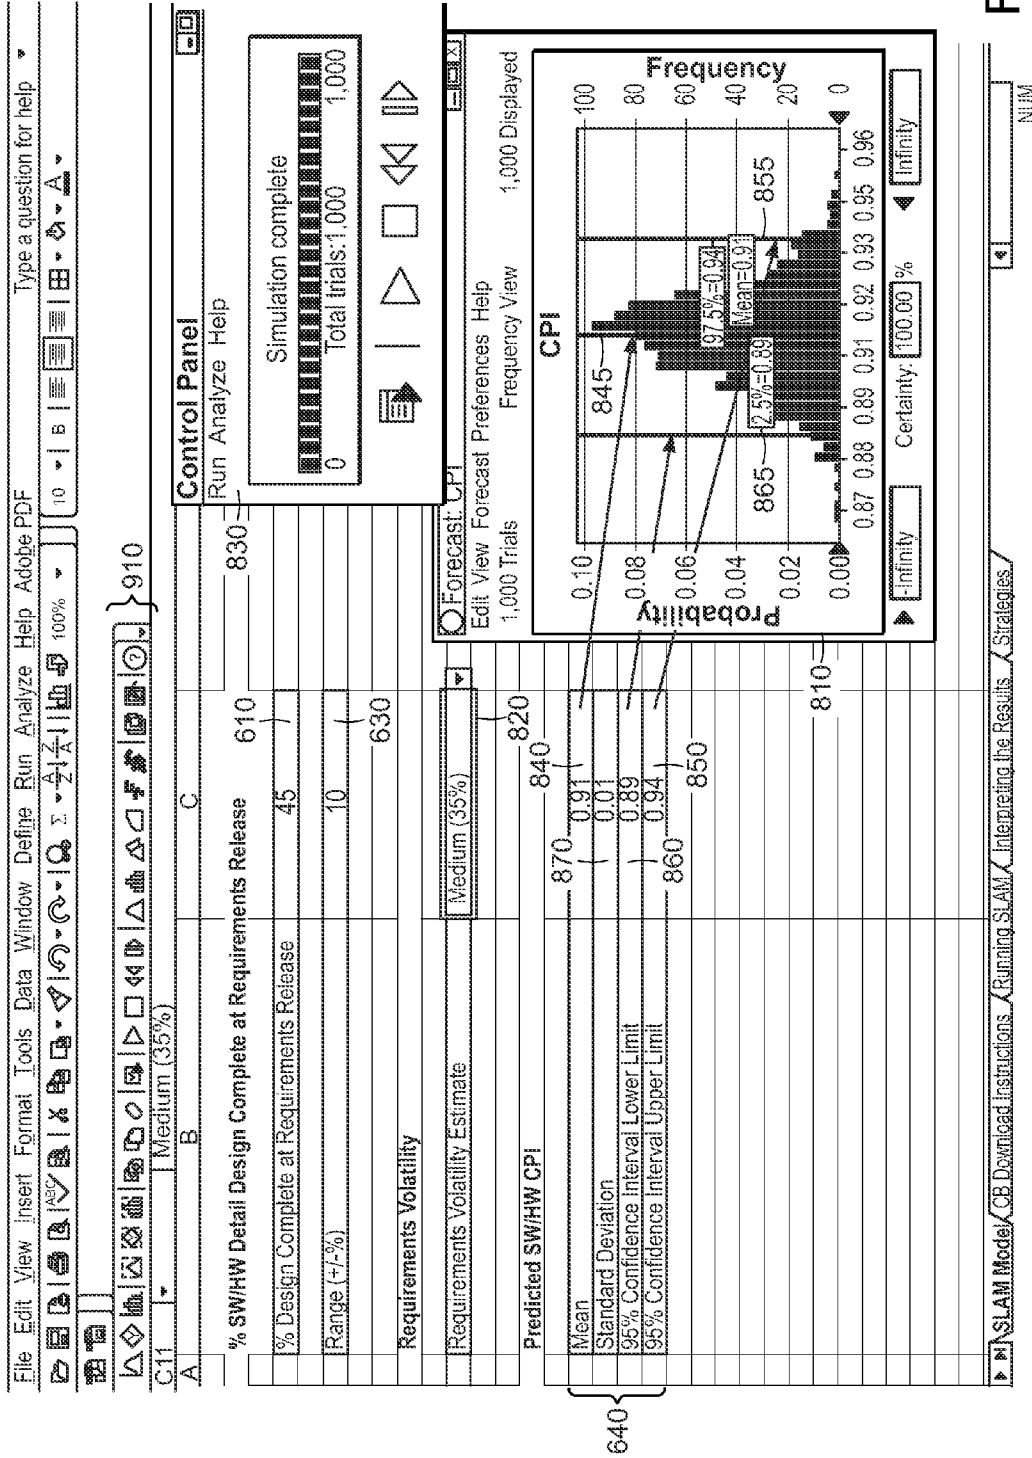 File Edit View Insert Format Tools Data Window Define Run Analyze Help Adobe PDF
Type a question for help
100%
10
B
910
C11
Medium (35%)
A
B
C
% SW/HW Detail Design Complete at Requirements Release
% Design Complete at Requirements Release
45
610
Range (+/-%)
10
630
Requirements Volatility
Requirements Volatility Estimate
Medium (35%)
820
Predicted SW/HW CPI
640
Mean
0.91
840
Standard Deviation
0.01
870
95% Confidence Interval Lower Limit
0.89
860
95% Confidence Interval Upper Limit
0.94
850
830
Control Panel
Run Analyze Help
Simulation complete
0
Total trials:1,000
1,000
Forecast: CPI
Edit View Forecast Preferences Help
1,000 Trials
Frequency View
1,000 Displayed
CPI
Probability
0.10
0.08
0.06
0.04
0.02
0.00
Frequency
100
80
60
40
20
0
845
97.5%=0.94
Mean=0.91
2.5%=0.89
855
865
0.87
0.88
0.89
0.91
0.92
0.93
0.95
0.96
-Infinity
Certainty: 100.00 %
Infinity
810
SLAM Model
CB Download Instructions
Running SLAM
Interpreting the Results
Strategies
NUM